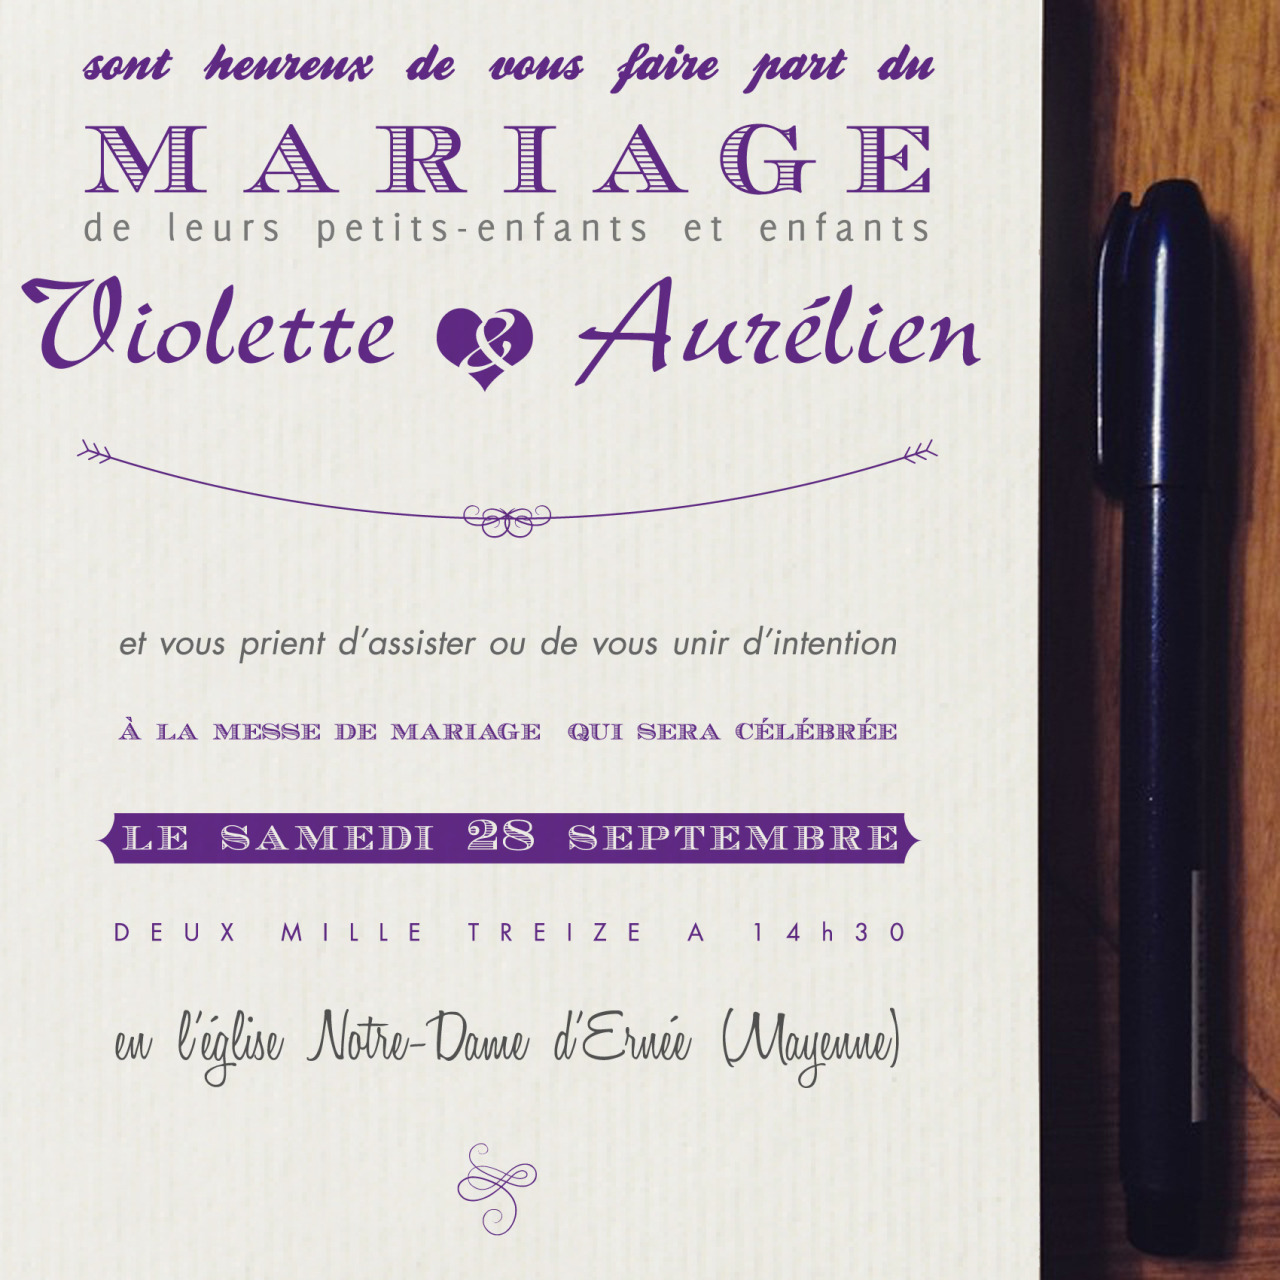 sont heureux de vous faire part du
MARIAGE
de leurs petits-enfants et enfants
Violette & Aurélien
et vous prient d'assister ou de vous unir d'intention
À LA MESSE DE MARIAGE QUI SERA CÉLÉBRÉE
LE SAMEDI 28 SEPTEMBRE
DEUX MILLE TREIZE A 14h30
en l'église Notre-Dame d'Ernée (Mayenne)